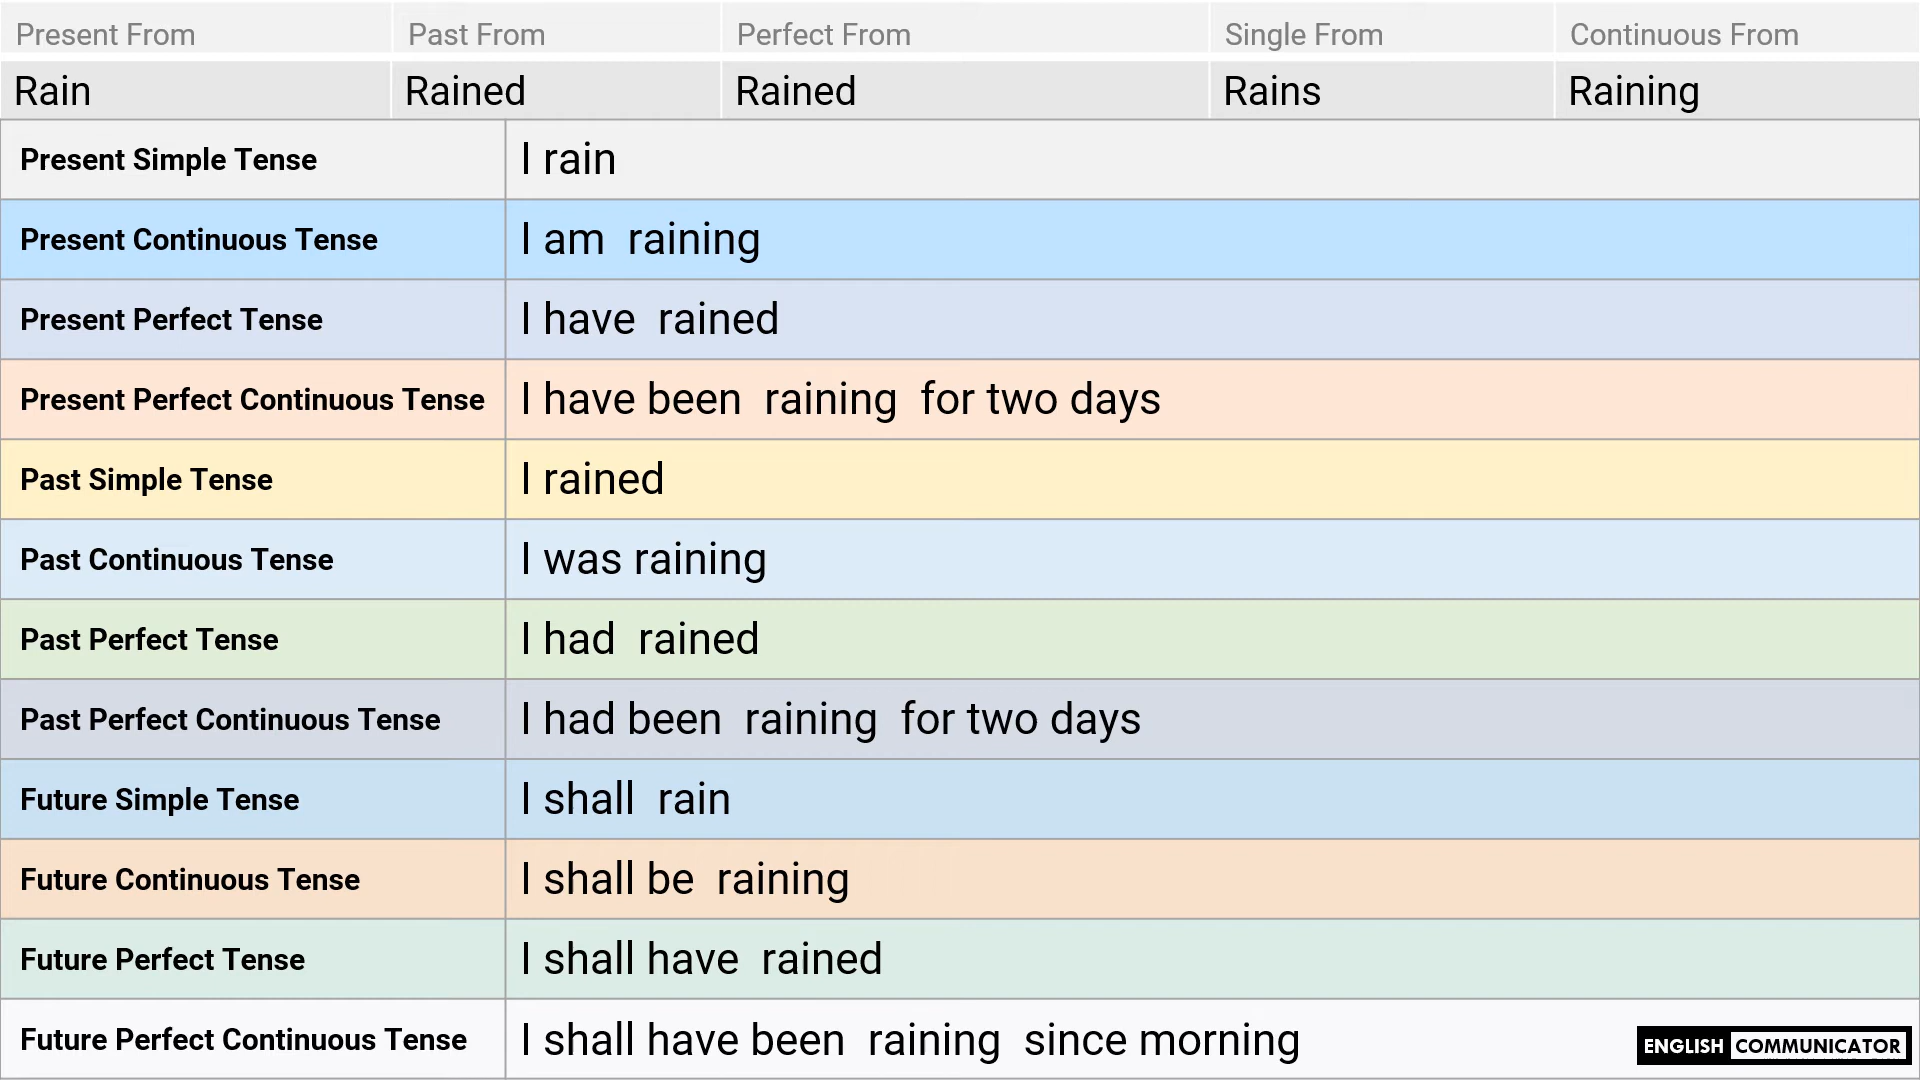 Present From Past From Perfect From Single From Continuous From
Rain Rained Rained Rains Raining
Present Simple Tense I rain
Present Continuous Tense I am raining
Present Perfect Tense I have rained
Present Perfect Continuous Tense I have been raining for two days
Past Simple Tense I rained
Past Continuous Tense I was raining
Past Perfect Tense I had rained
Past Perfect Continuous Tense I had been raining for two days
Future Simple Tense I shall rain
Future Continuous Tense I shall be raining
Future Perfect Tense I shall have rained
Future Perfect Continuous Tense I shall have been raining since morning
ENGLISH COMMUNICATOR